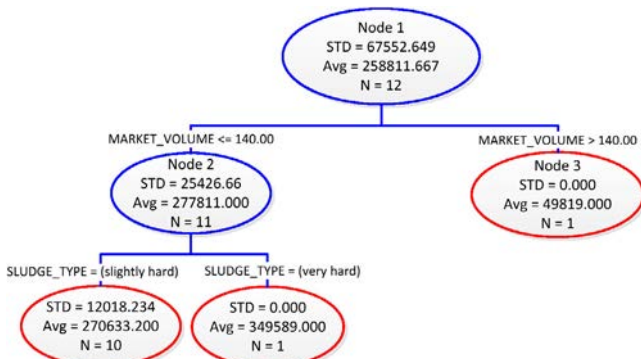 Node 1
STD = 67552.649
Avg = 258811.667
N = 12
MARKET_VOLUME <= 140.00
MARKET_VOLUME > 140.00
Node 2
STD = 25426.66
Avg = 277811.000
N = 11
Node 3
STD = 0.000
Avg = 49819.000
N = 1
SLUDGE_TYPE = (slightly hard)
SLUDGE_TYPE = (very hard)
STD = 12018.234
Avg = 270633.200
N = 10
STD = 0.000
Avg = 349589.000
N = 1